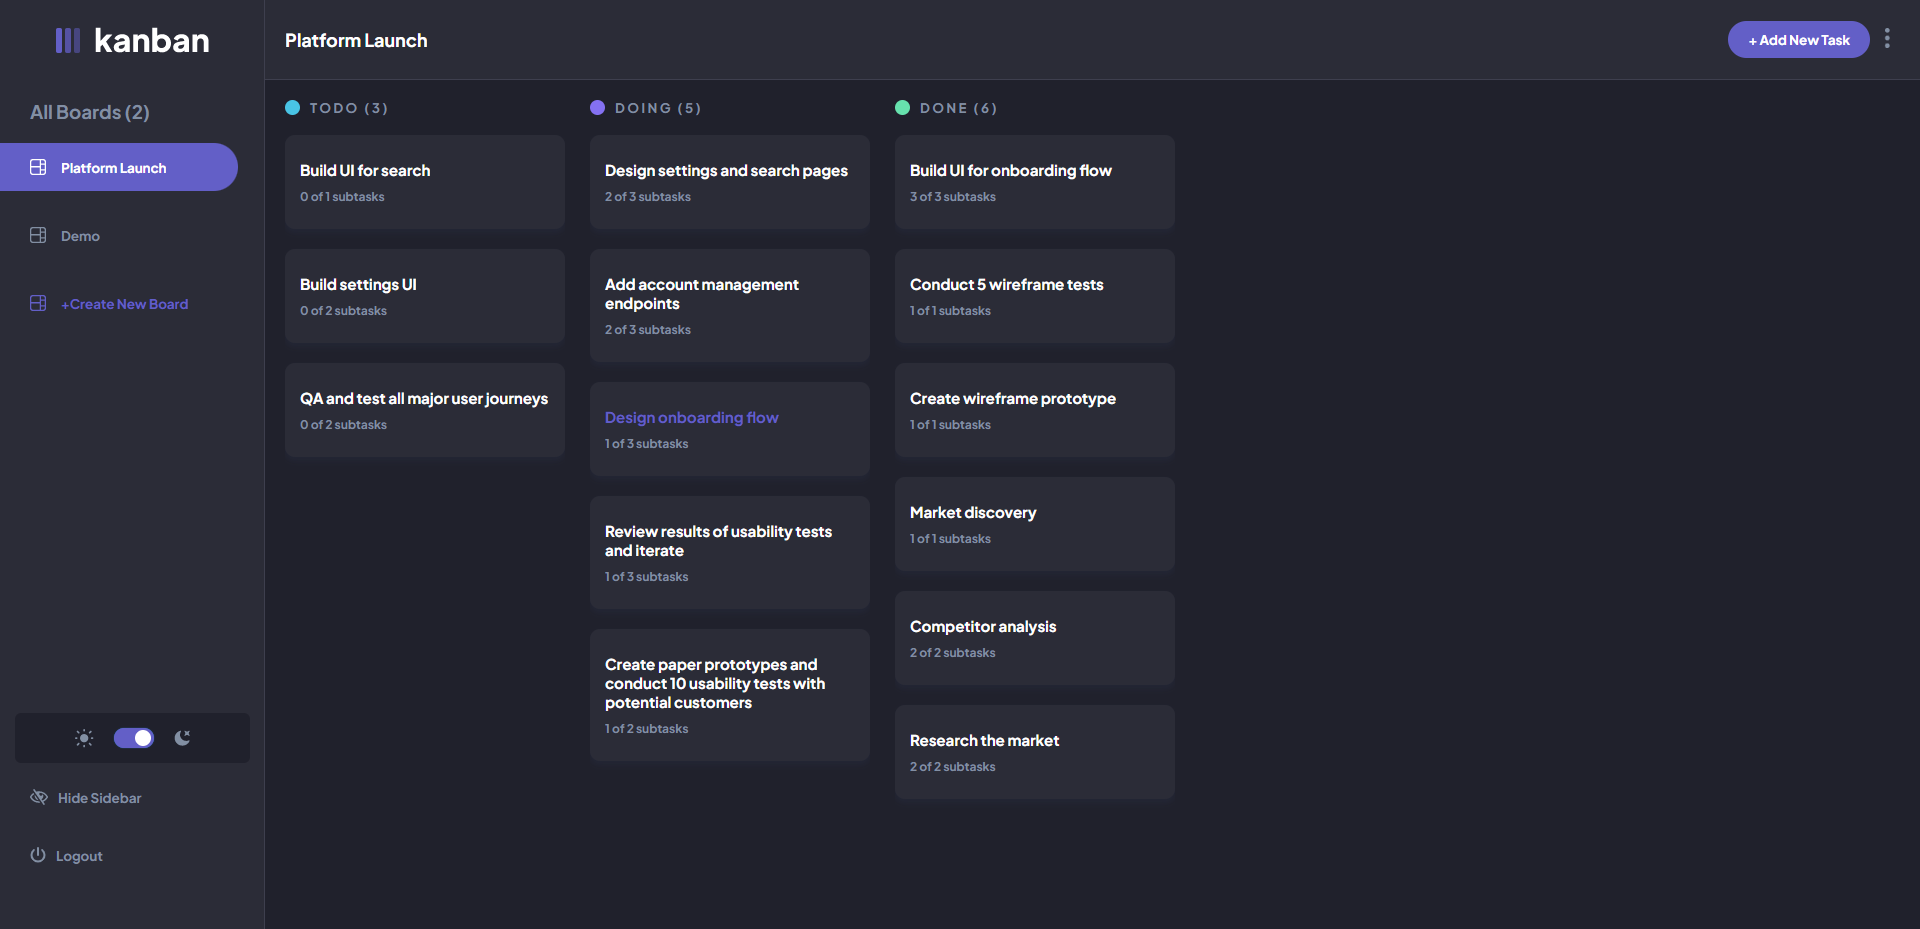 kanban
All Boards (2)
Platform Launch
Demo
+Create New Board
Hide Sidebar
Logout
Platform Launch
+ Add New Task
TODO (3)
Build UI for search
0 of 1 subtasks
Build settings UI
0 of 2 subtasks
QA and test all major user journeys
0 of 2 subtasks
DOING (5)
Design settings and search pages
2 of 3 subtasks
Add account management
endpoints
2 of 3 subtasks
Design onboarding flow
1 of 3 subtasks
Review results of usability tests
and iterate
1 of 3 subtasks
Create paper prototypes and
conduct 10 usability tests with
potential customers
1 of 2 subtasks
DONE (6)
Build UI for onboarding flow
3 of 3 subtasks
Conduct 5 wireframe tests
1 of 1 subtasks
Create wireframe prototype
1 of 1 subtasks
Market discovery
1 of 1 subtasks
Competitor analysis
2 of 2 subtasks
Research the market
2 of 2 subtasks